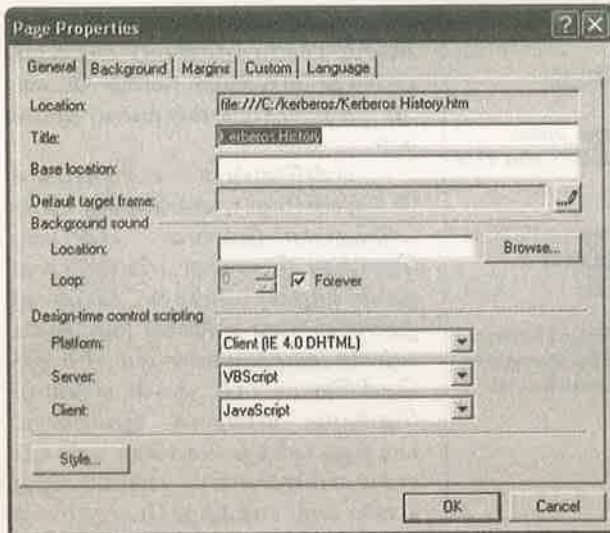 Page Properties
General Background Margins Custom Language
Location: file:///C:/kerberos/Kerberos History.htm
Title: Kerberos History
Base location:
Default target frame:
Background sound
Location: Browse...
Loop: 0 Forever
Design-time control scripting
Platform: Client (IE 4.0 DHTML)
Server: VBScript
Client: JavaScript
Style...
OK Cancel